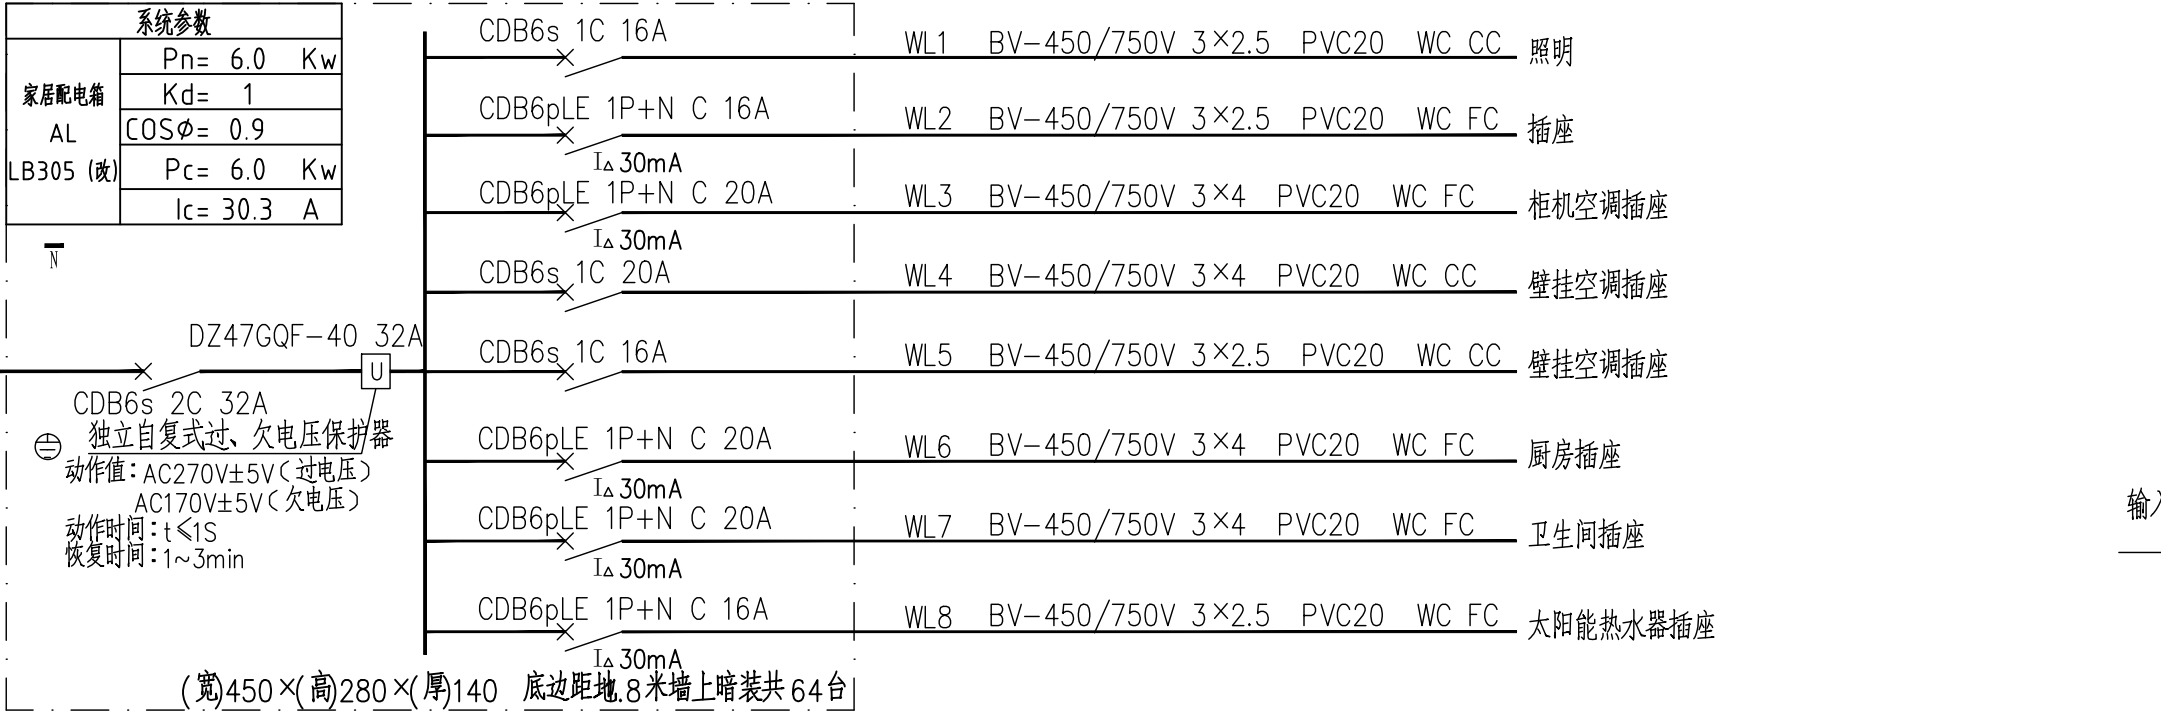 系统参数
家居配电箱
AL
LB305 (改)
Pn= 6.0 Kw
Kd= 1
COSΦ= 0.9
Pc= 6.0 Kw
Ic= 30.3 A
N
DZ47GQF-40 32A
U
CDB6s 2C 32A
独立自复式过、欠电压保护器
动作值：AC270V±5V（过电压）
AC170V±5V（欠电压）
动作时间：t≤1S
恢复时间：1~3min
CDB6s 1C 16A WL1 BV-450/750V 3×2.5 PVC20 WC CC 照明
CDB6pLE 1P+N C 16A WL2 BV-450/750V 3×2.5 PVC20 WC FC 插座
I△ 30mA
CDB6pLE 1P+N C 20A WL3 BV-450/750V 3×4 PVC20 WC FC 柜机空调插座
I△ 30mA
CDB6s 1C 20A WL4 BV-450/750V 3×4 PVC20 WC CC 壁挂空调插座
CDB6s 1C 16A WL5 BV-450/750V 3×2.5 PVC20 WC CC 壁挂空调插座
CDB6pLE 1P+N C 20A WL6 BV-450/750V 3×4 PVC20 WC FC 厨房插座
I△ 30mA
CDB6pLE 1P+N C 20A WL7 BV-450/750V 3×4 PVC20 WC FC 卫生间插座
I△ 30mA
CDB6pLE 1P+N C 16A WL8 BV-450/750V 3×2.5 PVC20 WC FC 太阳能热水器插座
I△ 30mA
(宽)450×(高)280×(厚)140 底边距地.8米墙上暗装共64台
输